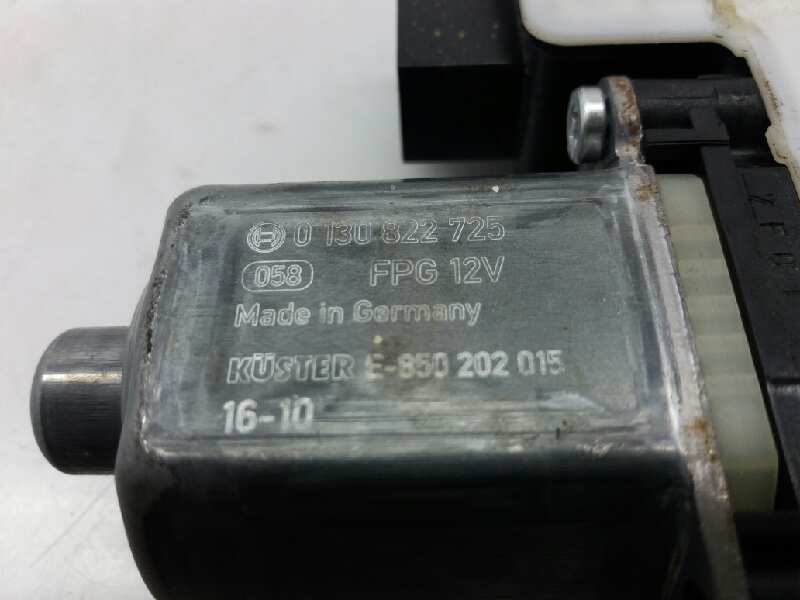 0 130 822 725
058 FPG 12V
Made in Germany
KÜSTER E-850 202 015
16-10